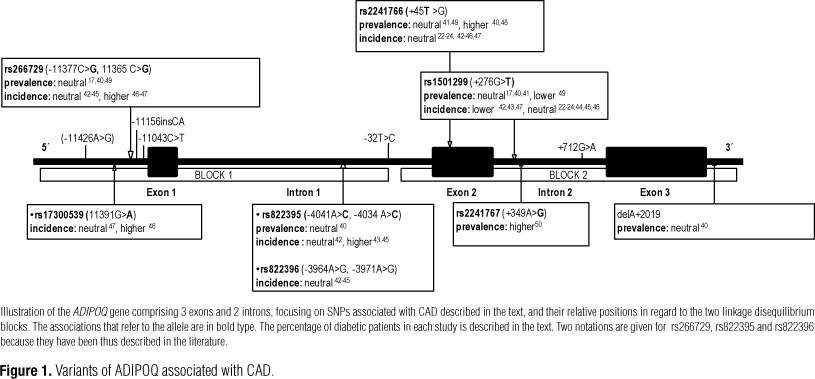 rs2241766 (+45T >G)
prevalence: neutral 41,49, higher 40,48
incidence: neutral 22-24, 42-46,47
rs266729 (-11377C>G, 11365 C>G)
prevalence: neutral 17,40,49
incidence: neutral 42-45, higher 46-47
rs1501299 (+276G>T)
prevalence: neutral 17,40,41, lower 49
incidence: lower 42,43,47, neutral 22-24,44,45,46
-11156insCA
(-11426A>G)
-11043C>T
-32T>C
+712G>A
5´
3´
BLOCK 1
BLOCK 2
Exon 1
Intron 1
Exon 2
Intron 2
Exon 3
•rs17300539 (11391G>A)
incidence: neutral 47, higher 46
• rs822395 (-4041A>C, -4034 A>C)
prevalence: neutral 40
incidence : neutral 42, higher 43,45
•rs822396 (-3964A>G, -3971A>G)
incidence: neutral 42-45
rs2241767 (+349A>G)
prevalence: higher 50
delA+2019
prevalence: neutral 40
Illustration of the ADIPOQ gene comprising 3 exons and 2 introns, focusing on SNPs associated with CAD described in the text, and their relative positions in regard to the two linkage disequilibrium
blocks. The associations that refer to the allele are in bold type. The percentage of diabetic patients in each study is described in the text. Two notations are given for rs266729, rs822395 and rs822396
because they have been thus described in the literature.
Figure 1. Variants of ADIPOQ associated with CAD.